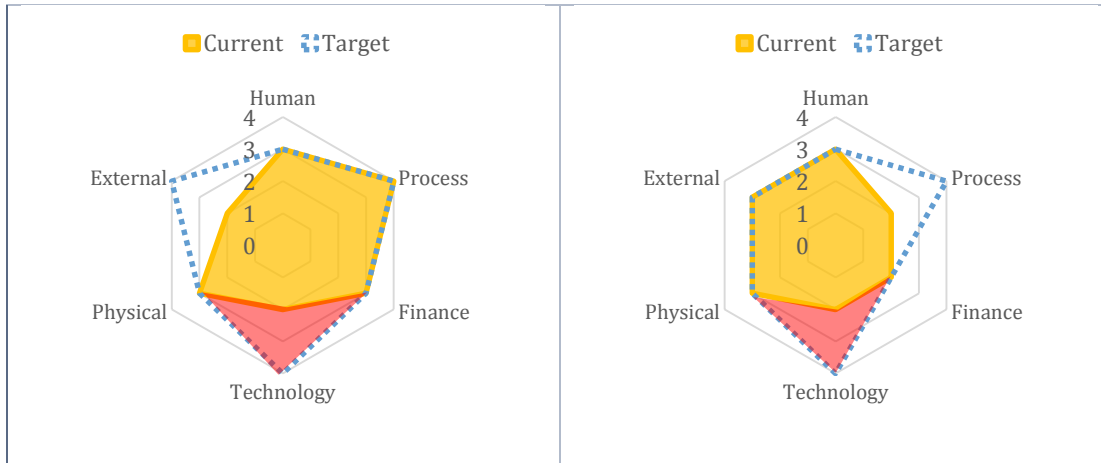 Current Target
Human
4
3
2
1
0
External
Process
Physical
Finance
Technology
Current Target
Human
4
3
2
1
0
External
Process
Physical
Finance
Technology